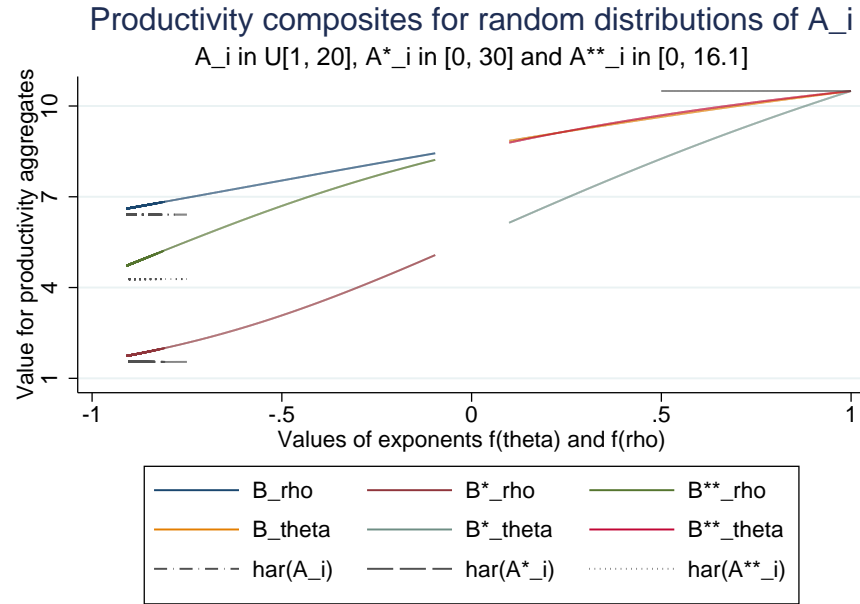 Productivity composites for random distributions of A_i
A_i in U[1, 20], A*_i in [0, 30] and A**_i in [0, 16.1]
Value for productivity aggregates
10
7
4
1
-1 -.5 0 .5 1
Values of exponents f(theta) and f(rho)
B_rho B*_rho B**_rho
B_theta B*_theta B**_theta
har(A_i) har(A*_i) har(A**_i)